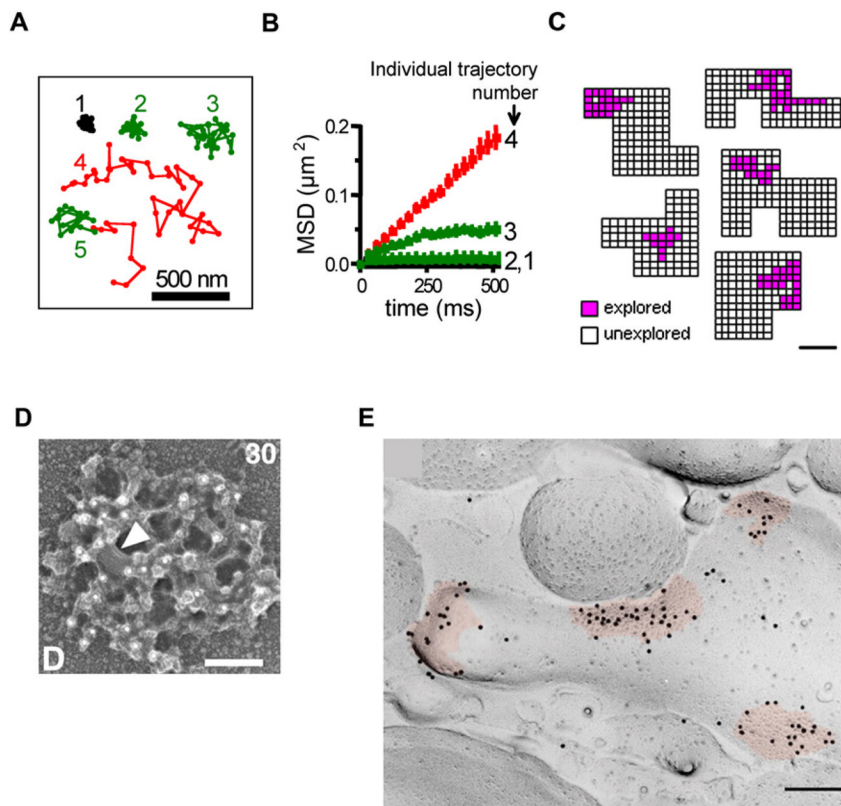 A
1
2
3
4
5
500 nm
B
Individual trajectory
number
0.2
0.1
0.0
MSD (µm²)
4
3
2,1
0
250
500
time (ms)
C
explored
unexplored
D
30
D
E